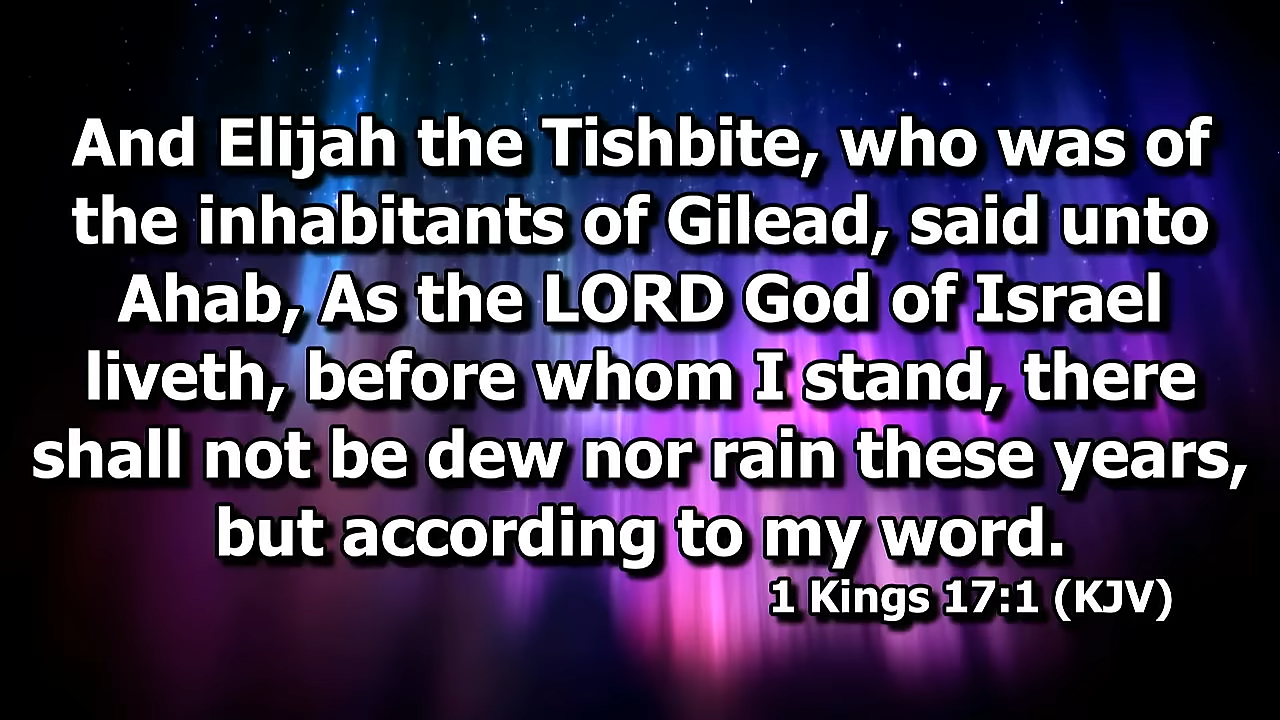 And Elijah the Tishbite, who was of
the inhabitants of Gilead, said unto
Ahab, As the LORD God of Israel
liveth, before whom I stand, there
shall not be dew nor rain these years,
but according to my word.
1 Kings 17:1 (KJV)